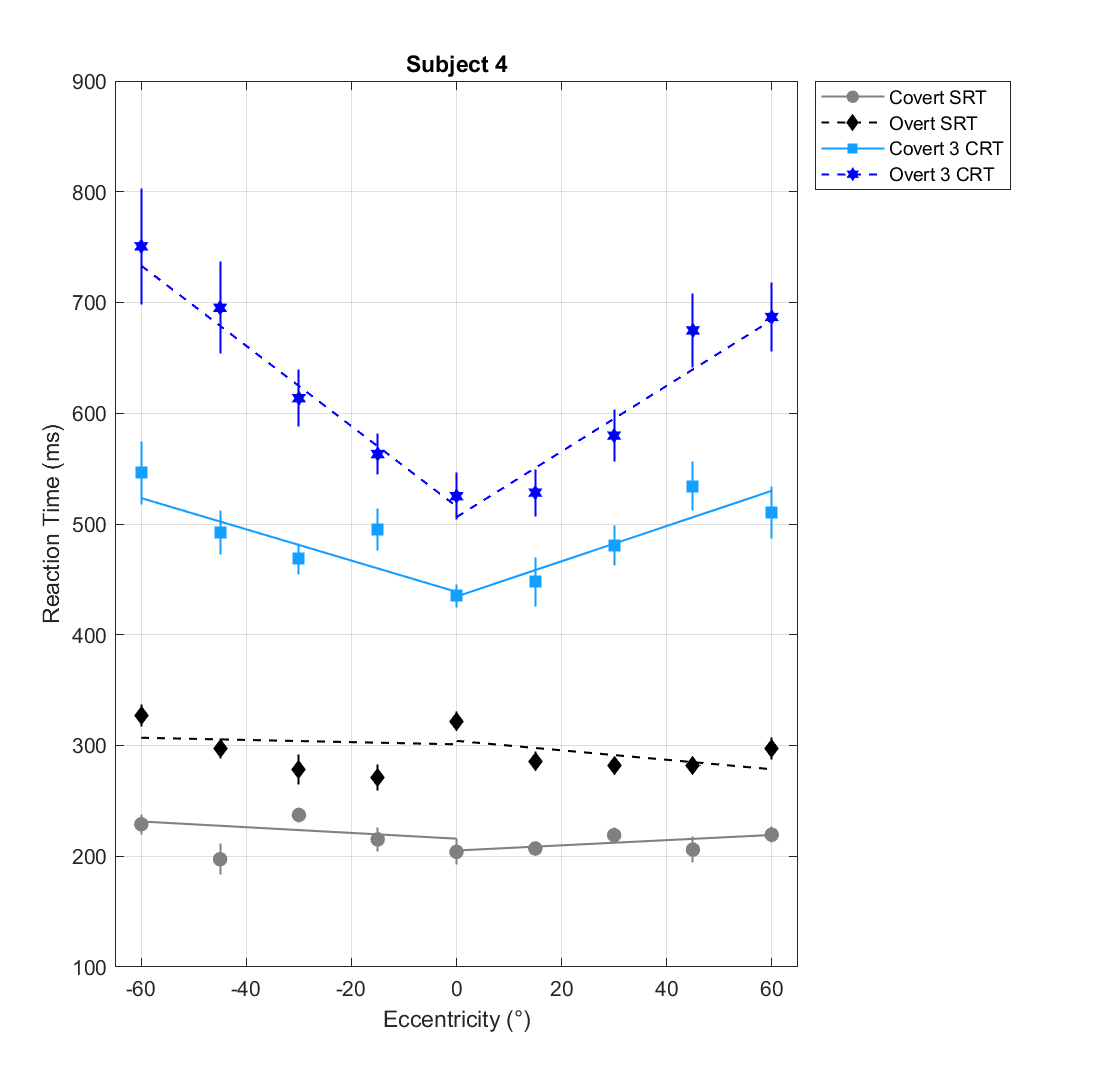 Subject 4
900
800
700
600
500
400
300
200
100
Reaction Time (ms)
-60 -40 -20 0 20 40 60
Eccentricity (°)
Covert SRT
Overt SRT
Covert 3 CRT
Overt 3 CRT